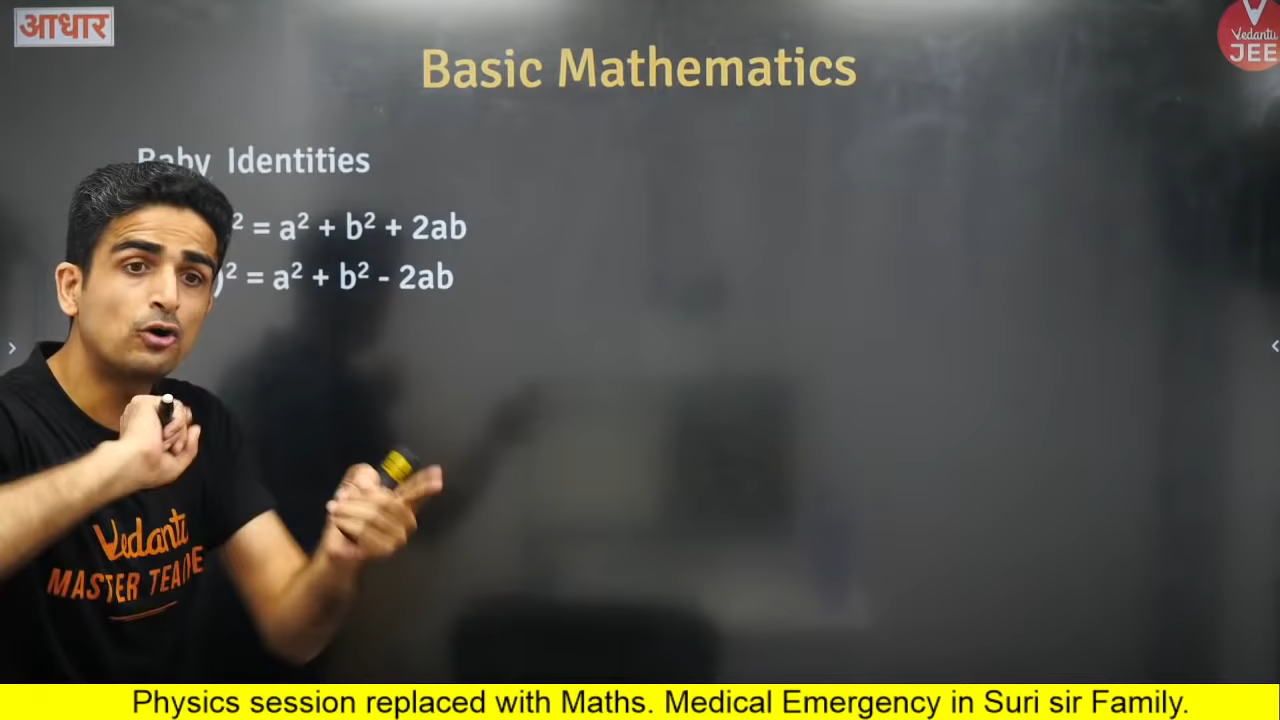 आधार
Vedantu
JEE
Basic Mathematics
Baby Identities
² = a² + b² + 2ab
)² = a² + b² - 2ab
Vedantu
MASTER TEA
Physics session replaced with Maths. Medical Emergency in Suri sir Family.